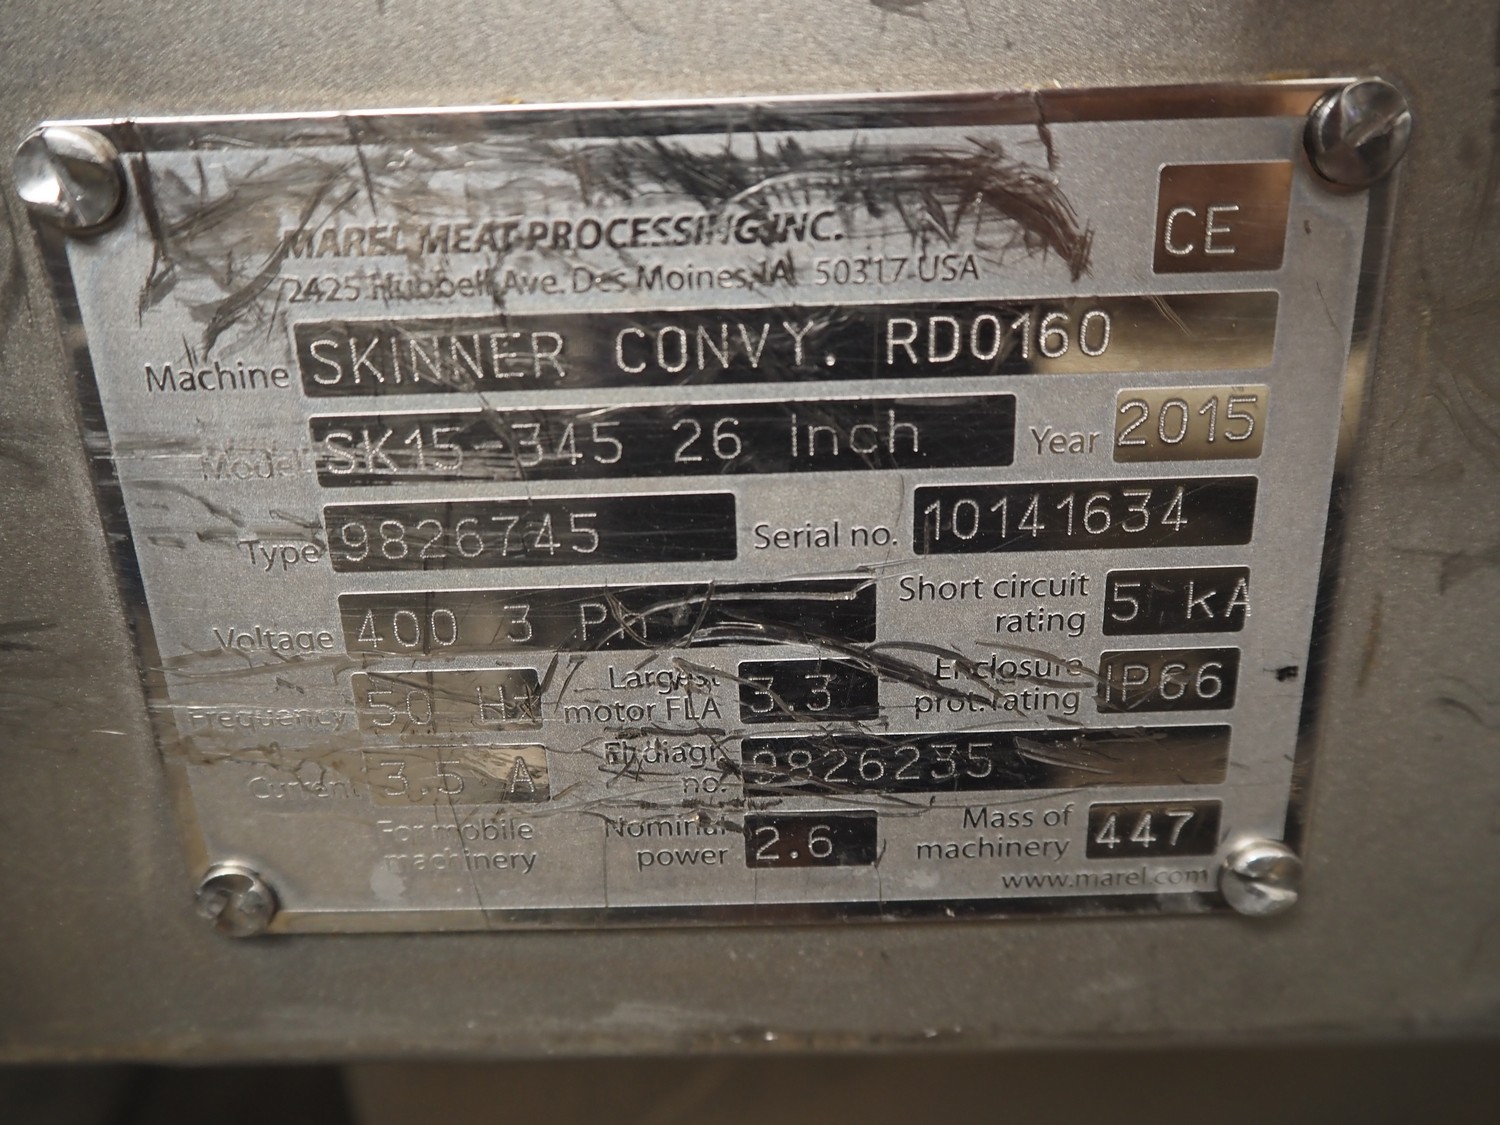 MAREL MEAT PROCESSING INC.
2425 Hubbell Ave. Des Moines, IA 50317 USA
CE
Machine SKINNER CONVY. RD0160
Model SK15-345 26 Inch Year 2015
Type 9826745 Serial no. 10141634
Voltage 400 3 Ph Short circuit rating 5 kA
Frequency 50 Hz Largest motor FLA 3.3 Enclosure prot. rating IP66
Current 3.5 A El diagr. no. 9826235
For mobile machinery Nominal power 2.6 Mass of machinery 447
www.marel.com